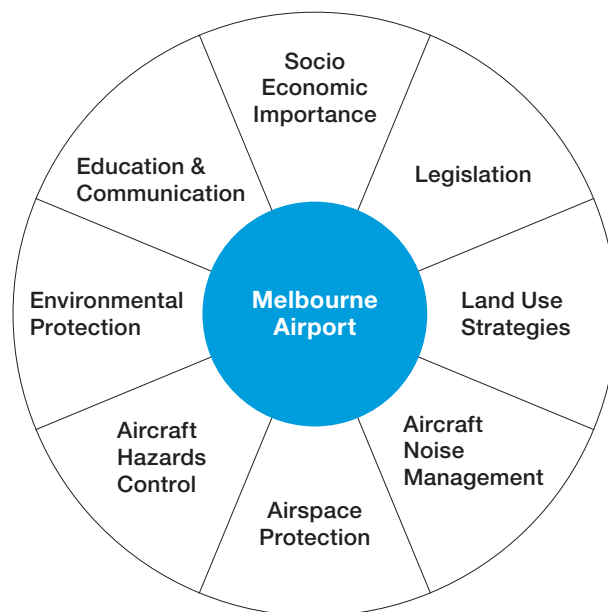 Socio
Economic
Importance
Legislation
Land Use
Strategies
Aircraft
Noise
Management
Airspace
Protection
Aircraft
Hazards
Control
Environmental
Protection
Education &
Communication
Melbourne
Airport